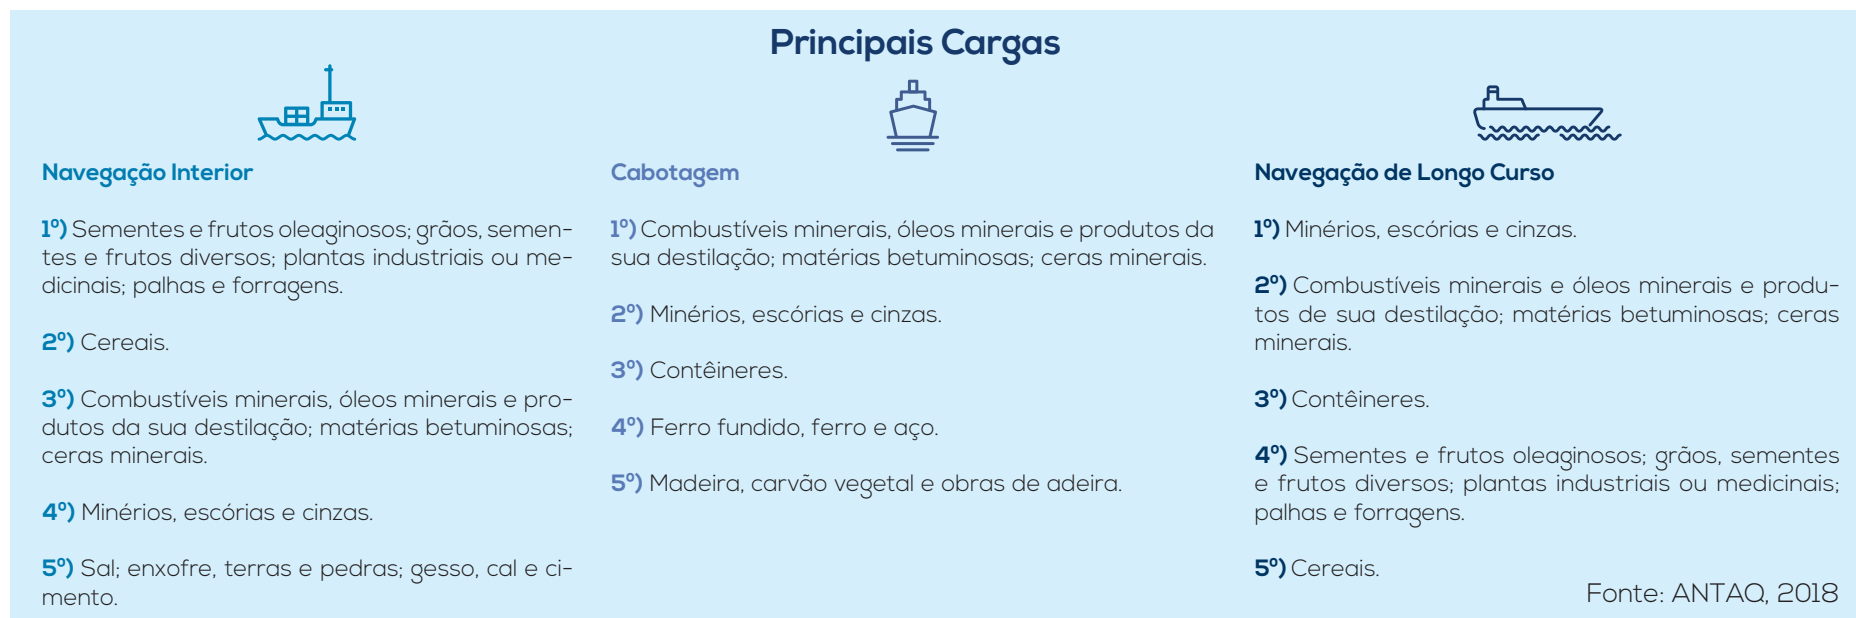 Principais Cargas
Navegação Interior
1º) Sementes e frutos oleaginosos; grãos, semen-
tes e frutos diversos; plantas industriais ou me-
dicinais; palhas e forragens.
2º) Cereais.
3º) Combustíveis minerais, óleos minerais e pro-
dutos da sua destilação; matérias betuminosas;
ceras minerais.
4º) Minérios, escórias e cinzas.
5º) Sal; enxofre, terras e pedras; gesso, cal e ci-
mento.
Cabotagem
1º) Combustíveis minerais, óleos minerais e produtos da
sua destilação; matérias betuminosas; ceras minerais.
2º) Minérios, escórias e cinzas.
3º) Contêineres.
4º) Ferro fundido, ferro e aço.
5º) Madeira, carvão vegetal e obras de adeira.
Navegação de Longo Curso
1º) Minérios, escórias e cinzas.
2º) Combustíveis minerais e óleos minerais e produ-
tos de sua destilação; matérias betuminosas; ceras
minerais.
3º) Contêineres.
4º) Sementes e frutos oleaginosos; grãos, sementes
e frutos diversos; plantas industriais ou medicinais;
palhas e forragens.
5º) Cereais.
Fonte: ANTAQ, 2018